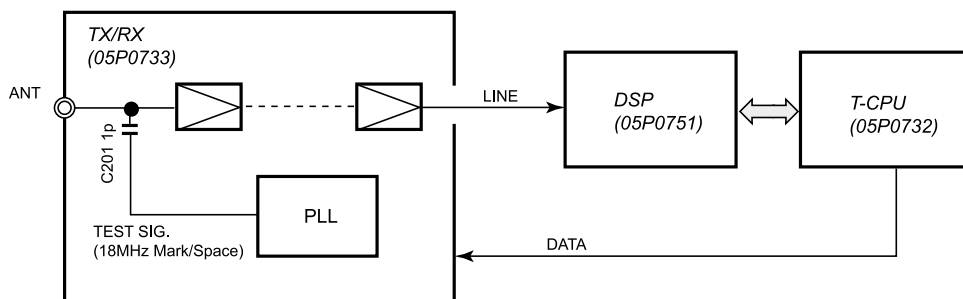 TX/RX
(05P0733)
ANT
C201 1p
LINE
DSP
(05P0751)
T-CPU
(05P0732)
PLL
TEST SIG.
(18MHz Mark/Space)
DATA